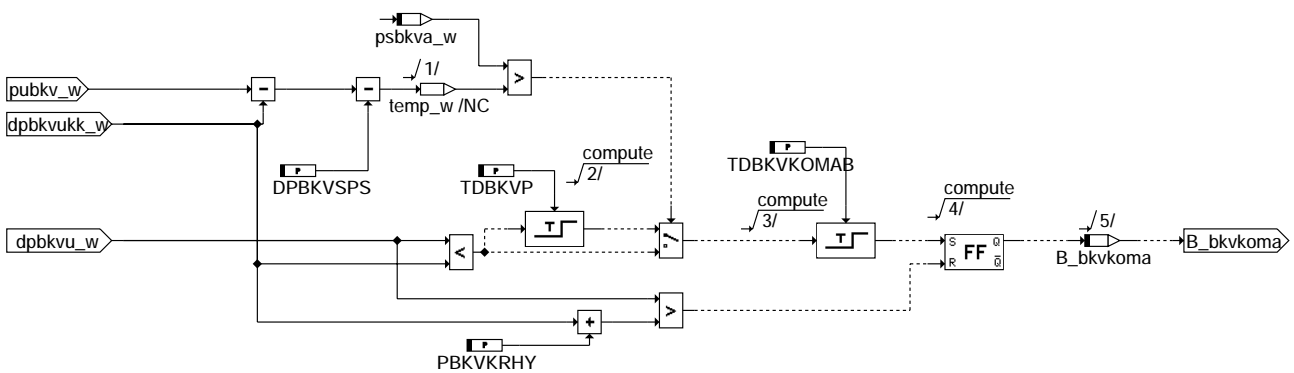 psbkva_w
1/
pubkv_w
-
-
>
temp_w /NC
dpbkvukk_w
P
DPBKVSPS
P
TDBKVP
compute
2/
P
TDBKVKOMAB
compute
3/
compute
4/
5/
dpbkvu_w
<
T
T
S Q
FF
R Q
B_bkvkoma
B_bkvkoma
>
+
P
PBKVKRHY